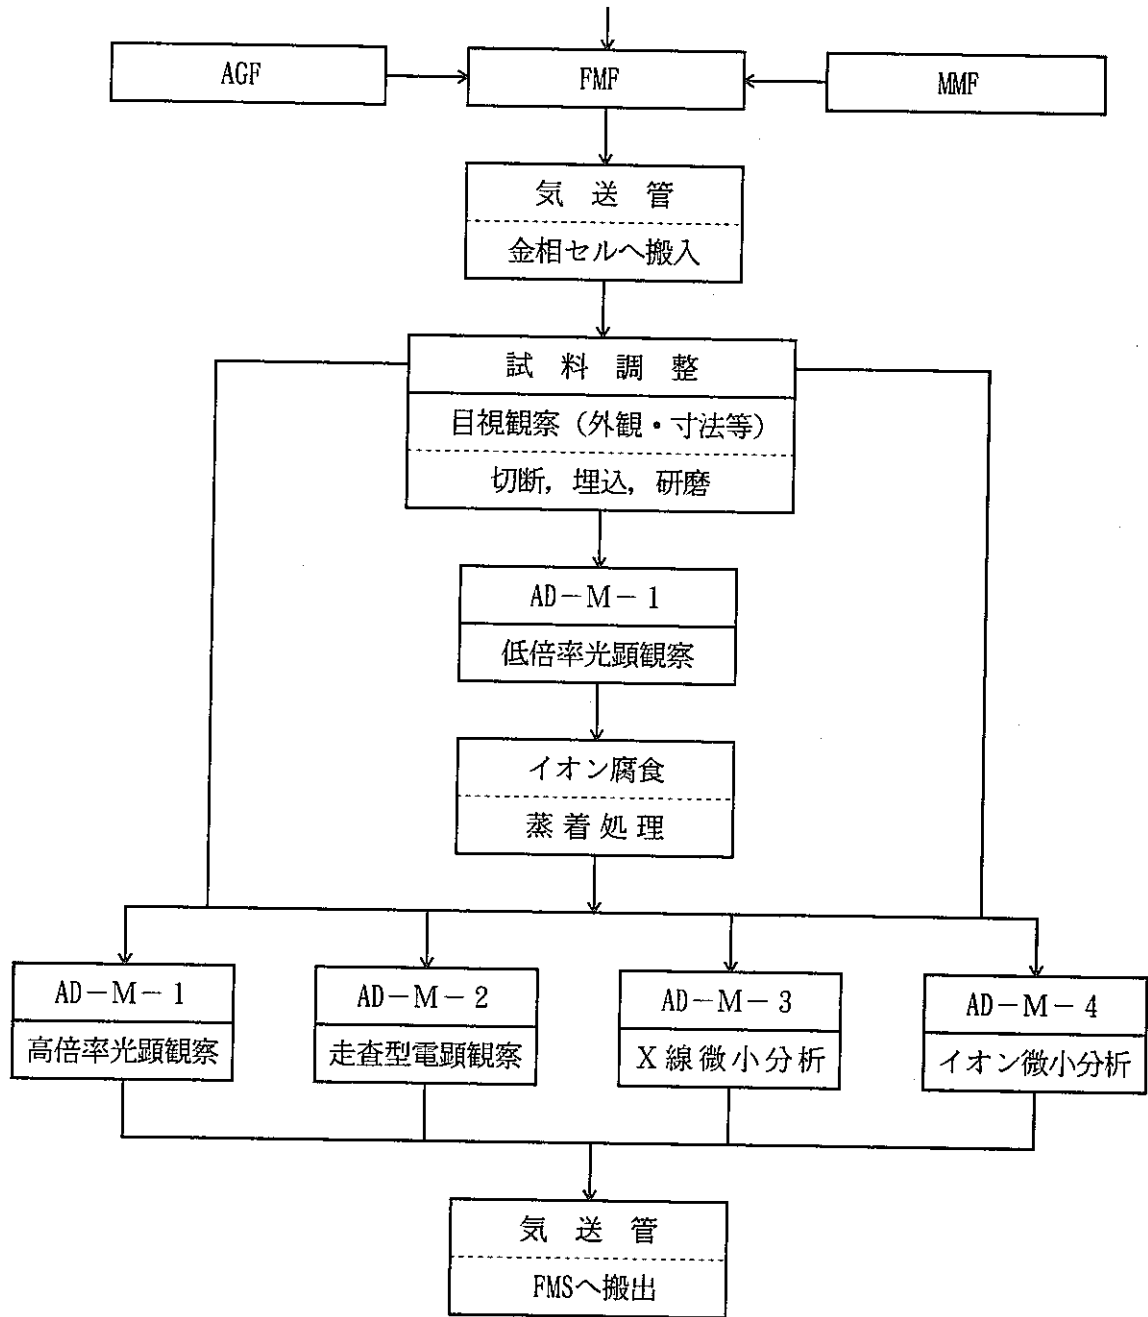 AGF
FMF
MMF
気送管
金相セルへ搬入
試料調整
目視観察（外観・寸法等）
切断，埋込，研磨
AD－M－1
低倍率光顕観察
イオン腐食
蒸着処理
AD－M－1
高倍率光顕観察
AD－M－2
走査型電顕観察
AD－M－3
X線微小分析
AD－M－4
イオン微小分析
気送管
FMSへ搬出